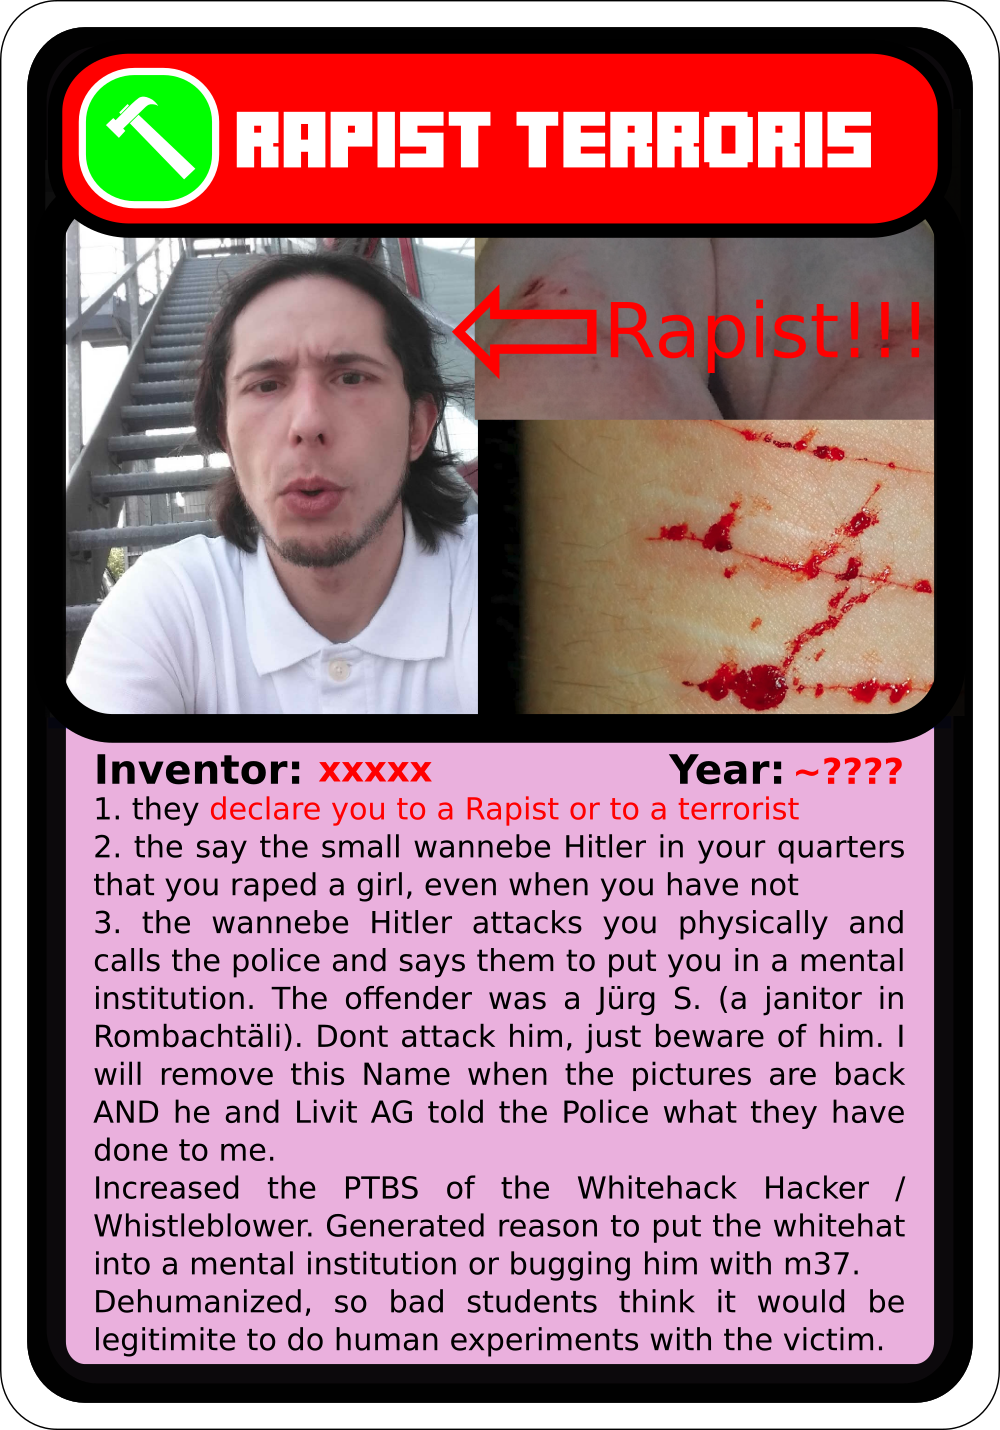 RAPIST TERRORIS
Rapist!!!
Inventor: xxxxx Year: ~????
1. they declare you to a Rapist or to a terrorist
2. the say the small wannebe Hitler in your quarters
that you raped a girl, even when you have not
3. the wannebe Hitler attacks you physically and
calls the police and says them to put you in a mental
institution. The offender was a Jürg S. (a janitor in
Rombachtäli). Dont attack him, just beware of him. I
will remove this Name when the pictures are back
AND he and Livit AG told the Police what they have
done to me.
Increased the PTBS of the Whitehack Hacker /
Whistleblower. Generated reason to put the whitehat
into a mental institution or bugging him with m37.
Dehumanized, so bad students think it would be
legitimite to do human experiments with the victim.